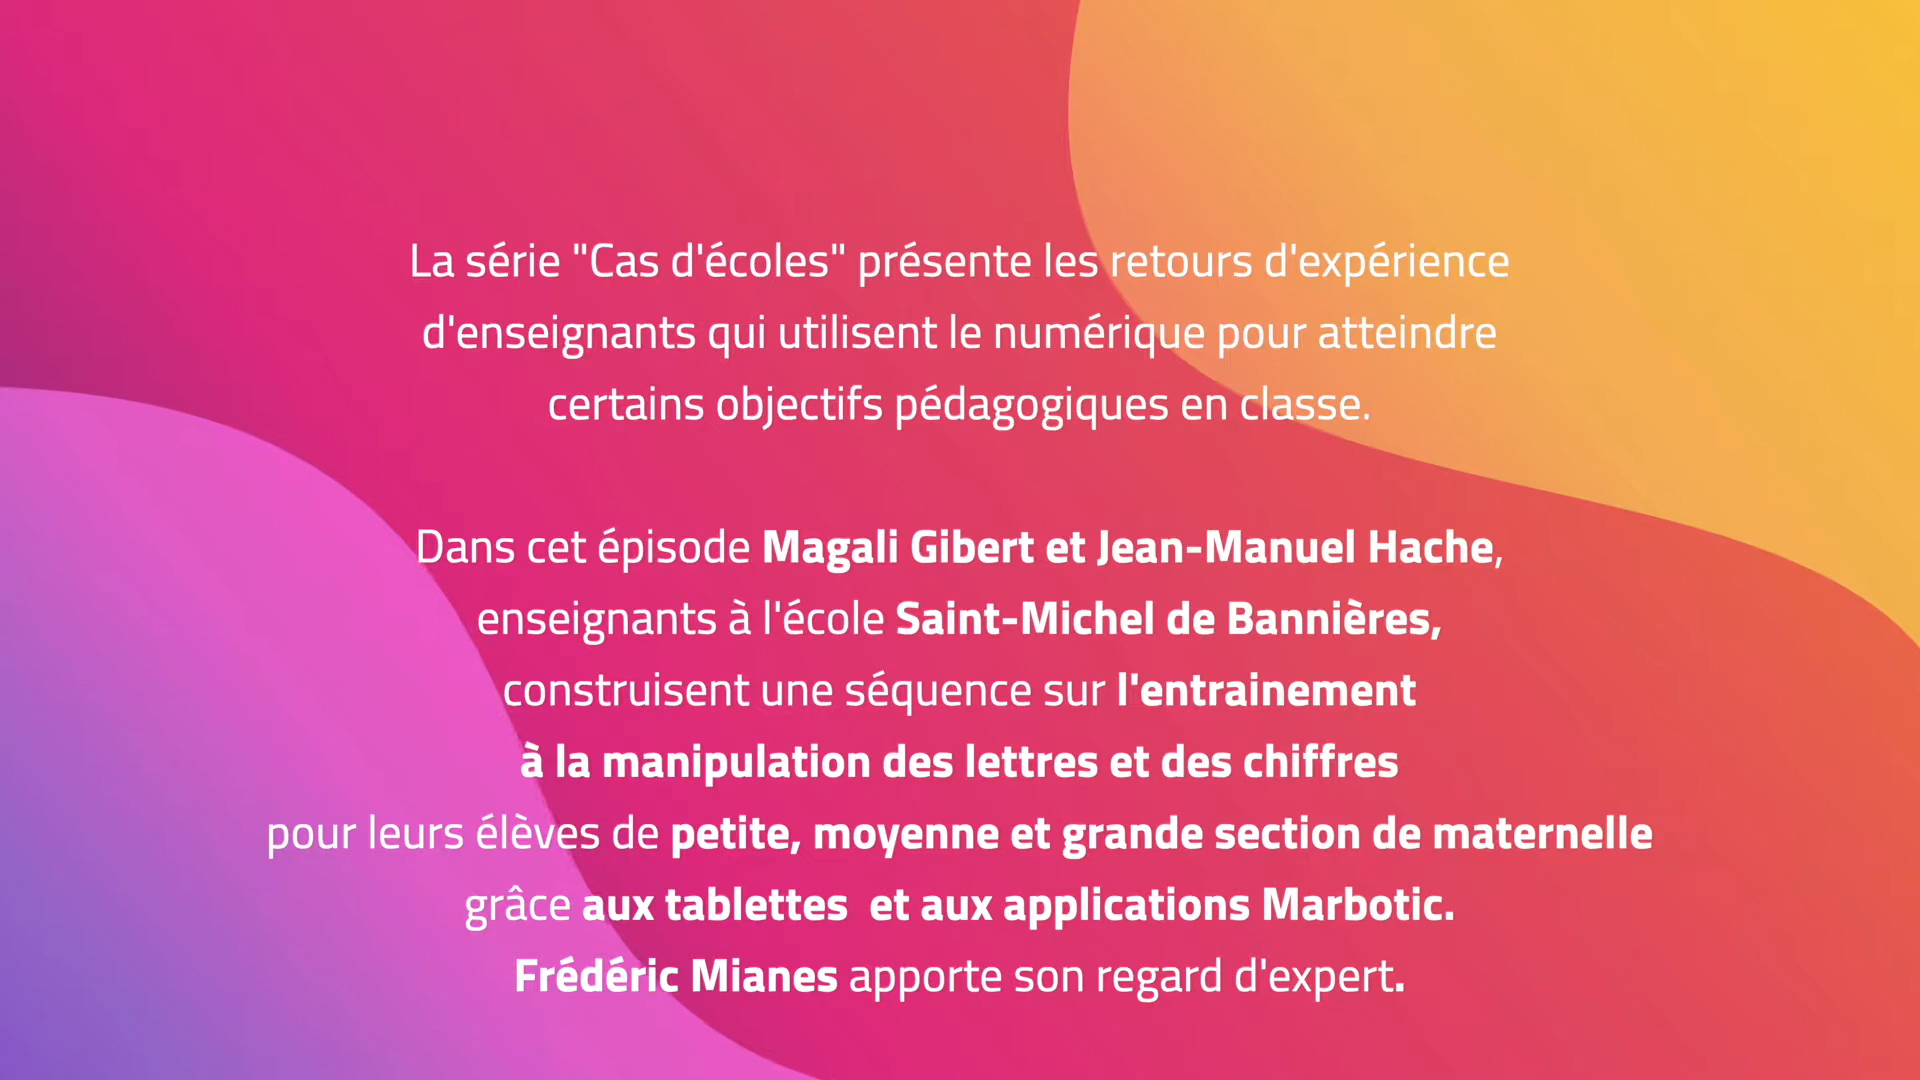 La série "Cas d'écoles" présente les retours d'expérience
d'enseignants qui utilisent le numérique pour atteindre
certains objectifs pédagogiques en classe.
Dans cet épisode Magali Gibert et Jean-Manuel Hache,
enseignants à l'école Saint-Michel de Bannières,
construisent une séquence sur l'entrainement
à la manipulation des lettres et des chiffres
pour leurs élèves de petite, moyenne et grande section de maternelle
grâce aux tablettes  et aux applications Marbotic.
Frédéric Mianes apporte son regard d'expert.